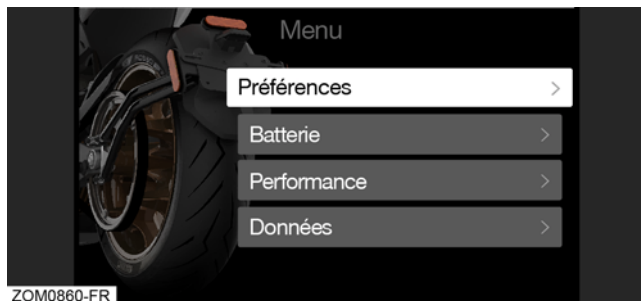 Menu
Préférences
Batterie
Performance
Données
ZOM0860-FR